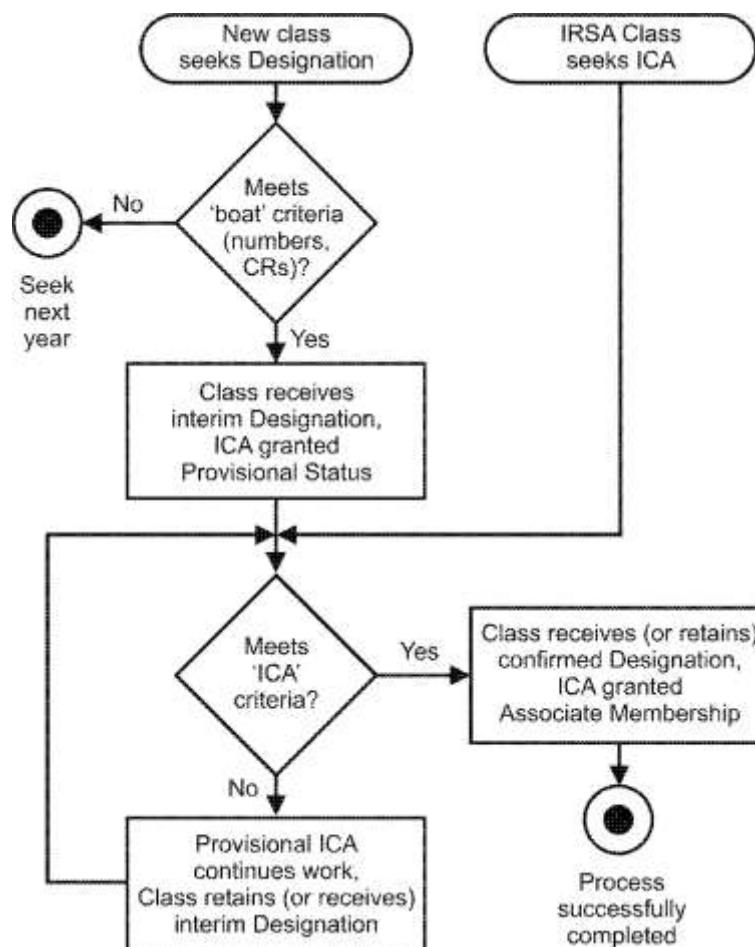 New class
seeks Designation
IRSA Class
seeks ICA
Meets
‘boat’ criteria
(numbers,
CRs)?
No
Seek
next
year
Yes
Class receives
interim Designation,
ICA granted
Provisional Status
Meets
‘ICA’
criteria?
Yes
Class receives (or retains)
confirmed Designation,
ICA granted
Associate Membership
No
Provisional ICA
continues work,
Class retains (or receives)
interim Designation
Process
successfully
completed